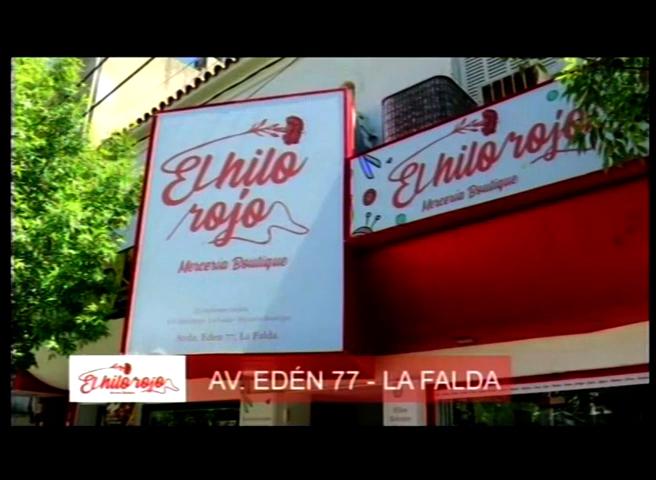 El hilo
rojo
Mercería Boutique
Avda. Eden 77, La Falda
El hilo rojo
Mercería Boutique
El hilo rojo
AV. EDÉN 77 - LA FALDA